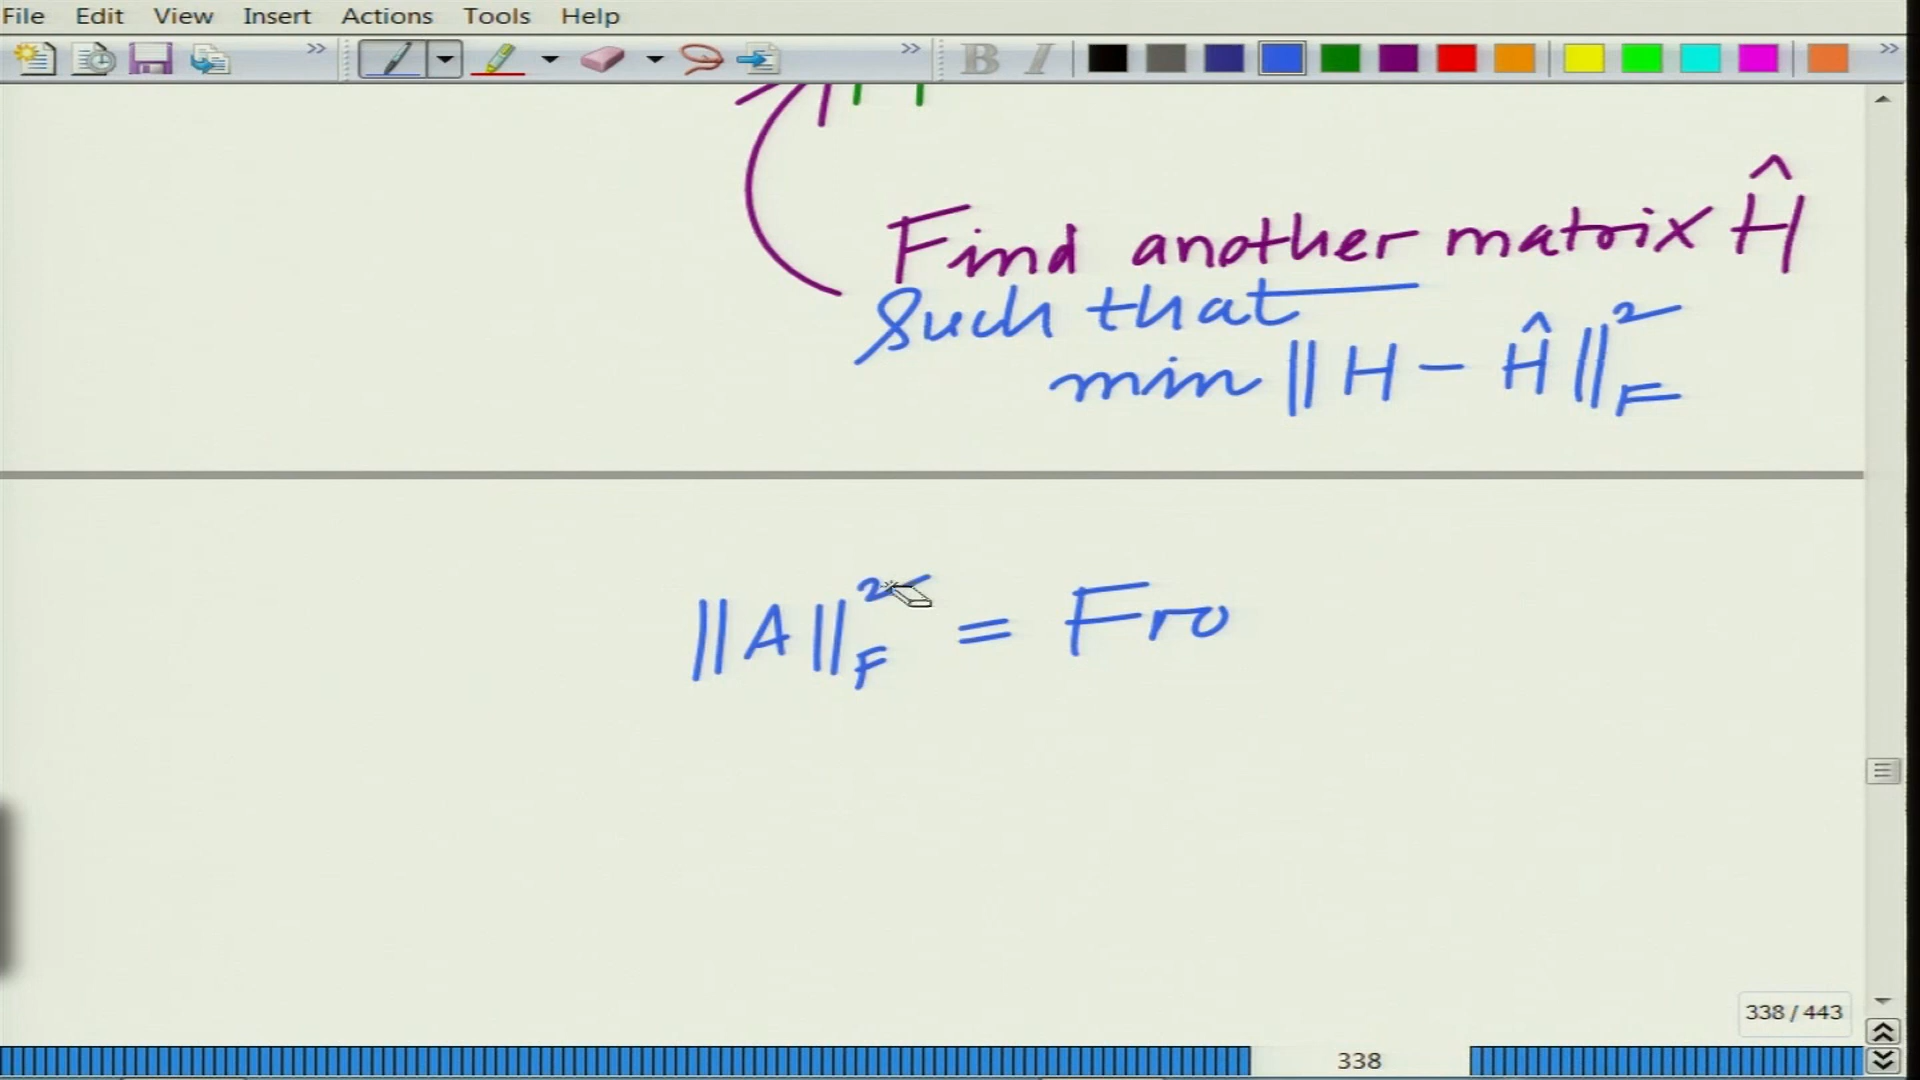 File Edit View Insert Actions Tools Help
B I
Find another matrix Ĥ
Such that
min ||H - Ĥ||²_F
||A||²_F = Fro
338 / 443
338